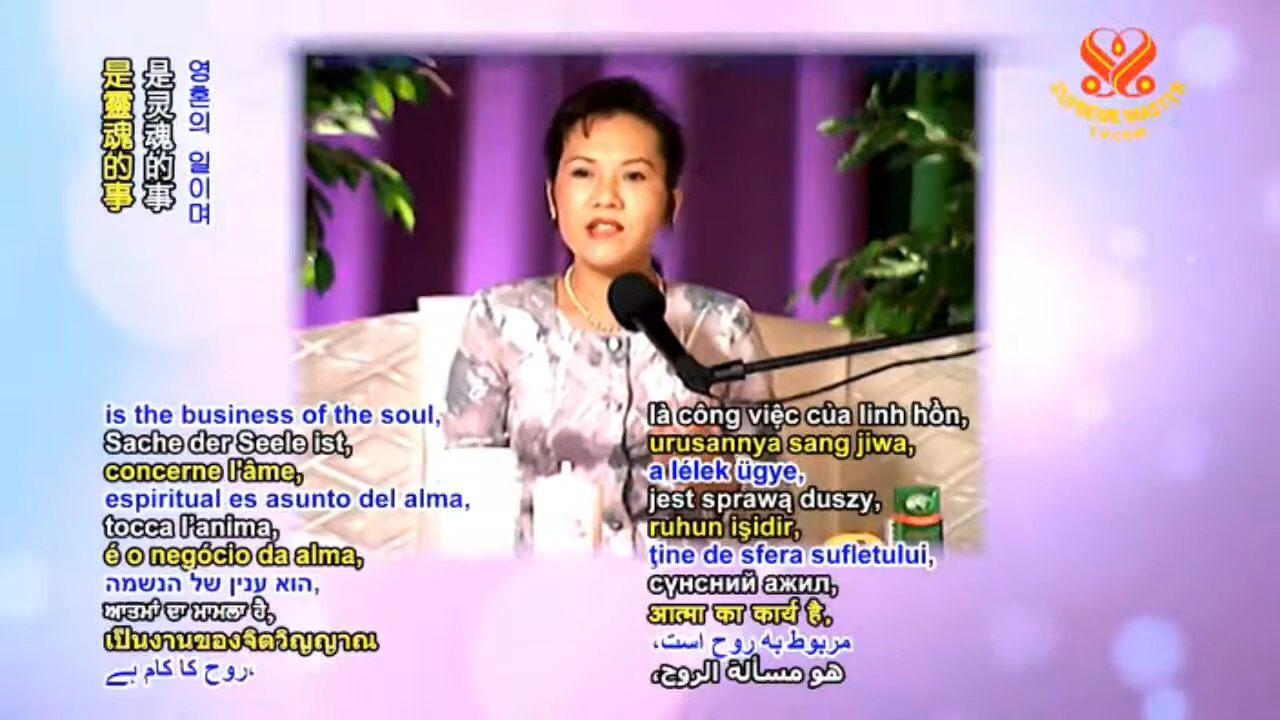 是靈魂的事
是灵魂的事
영혼의 일이며
SUPREME MASTER
TV.COM
is the business of the soul,
Sache der Seele ist,
concerne l'âme,
espiritual es asunto del alma,
tocca l'anima,
é o negócio da alma,
הוא ענין של הנשמה,
ਆਤਮਾਂ ਦਾ ਮਾਮਲਾ ਹੈ,
เป็นงานของจิตวิญญาณ
روح کا کام ہے،
là công việc của linh hồn,
urusannya sang jiwa,
a lélek ügye,
jest sprawą duszy,
ruhun işidir,
ţine de sfera sufletului,
сүнсний ажил,
आत्मा का कार्य है,
مربوط به روح است،
هو مسألة الروح،